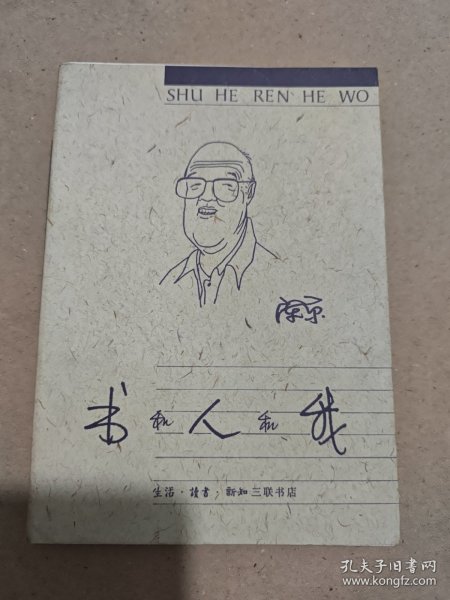 SHU HE REN HE WO
书和人和我
生活·讀書·新知三联书店
孔夫子旧书网
www.kongfz.com